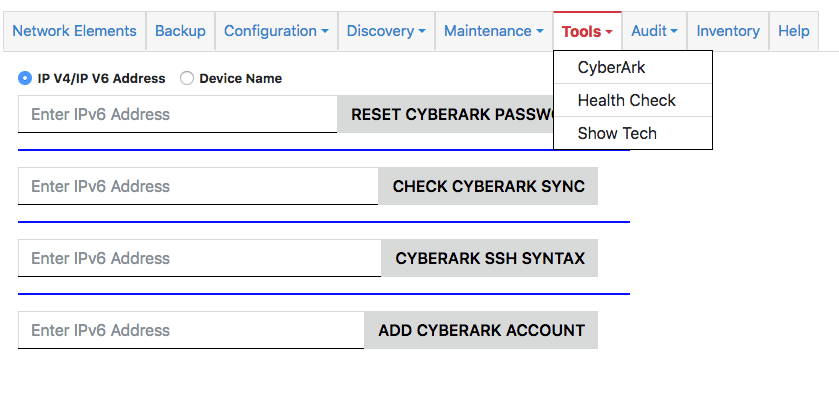 Network Elements Backup Configuration Discovery Maintenance Tools Audit Inventory Help
CyberArk
Health Check
Show Tech
IP V4/IP V6 Address Device Name
Enter IPv6 Address RESET CYBERARK
Enter IPv6 Address CHECK CYBERARK SYNC
Enter IPv6 Address CYBERARK SSH SYNTAX
Enter IPv6 Address ADD CYBERARK ACCOUNT